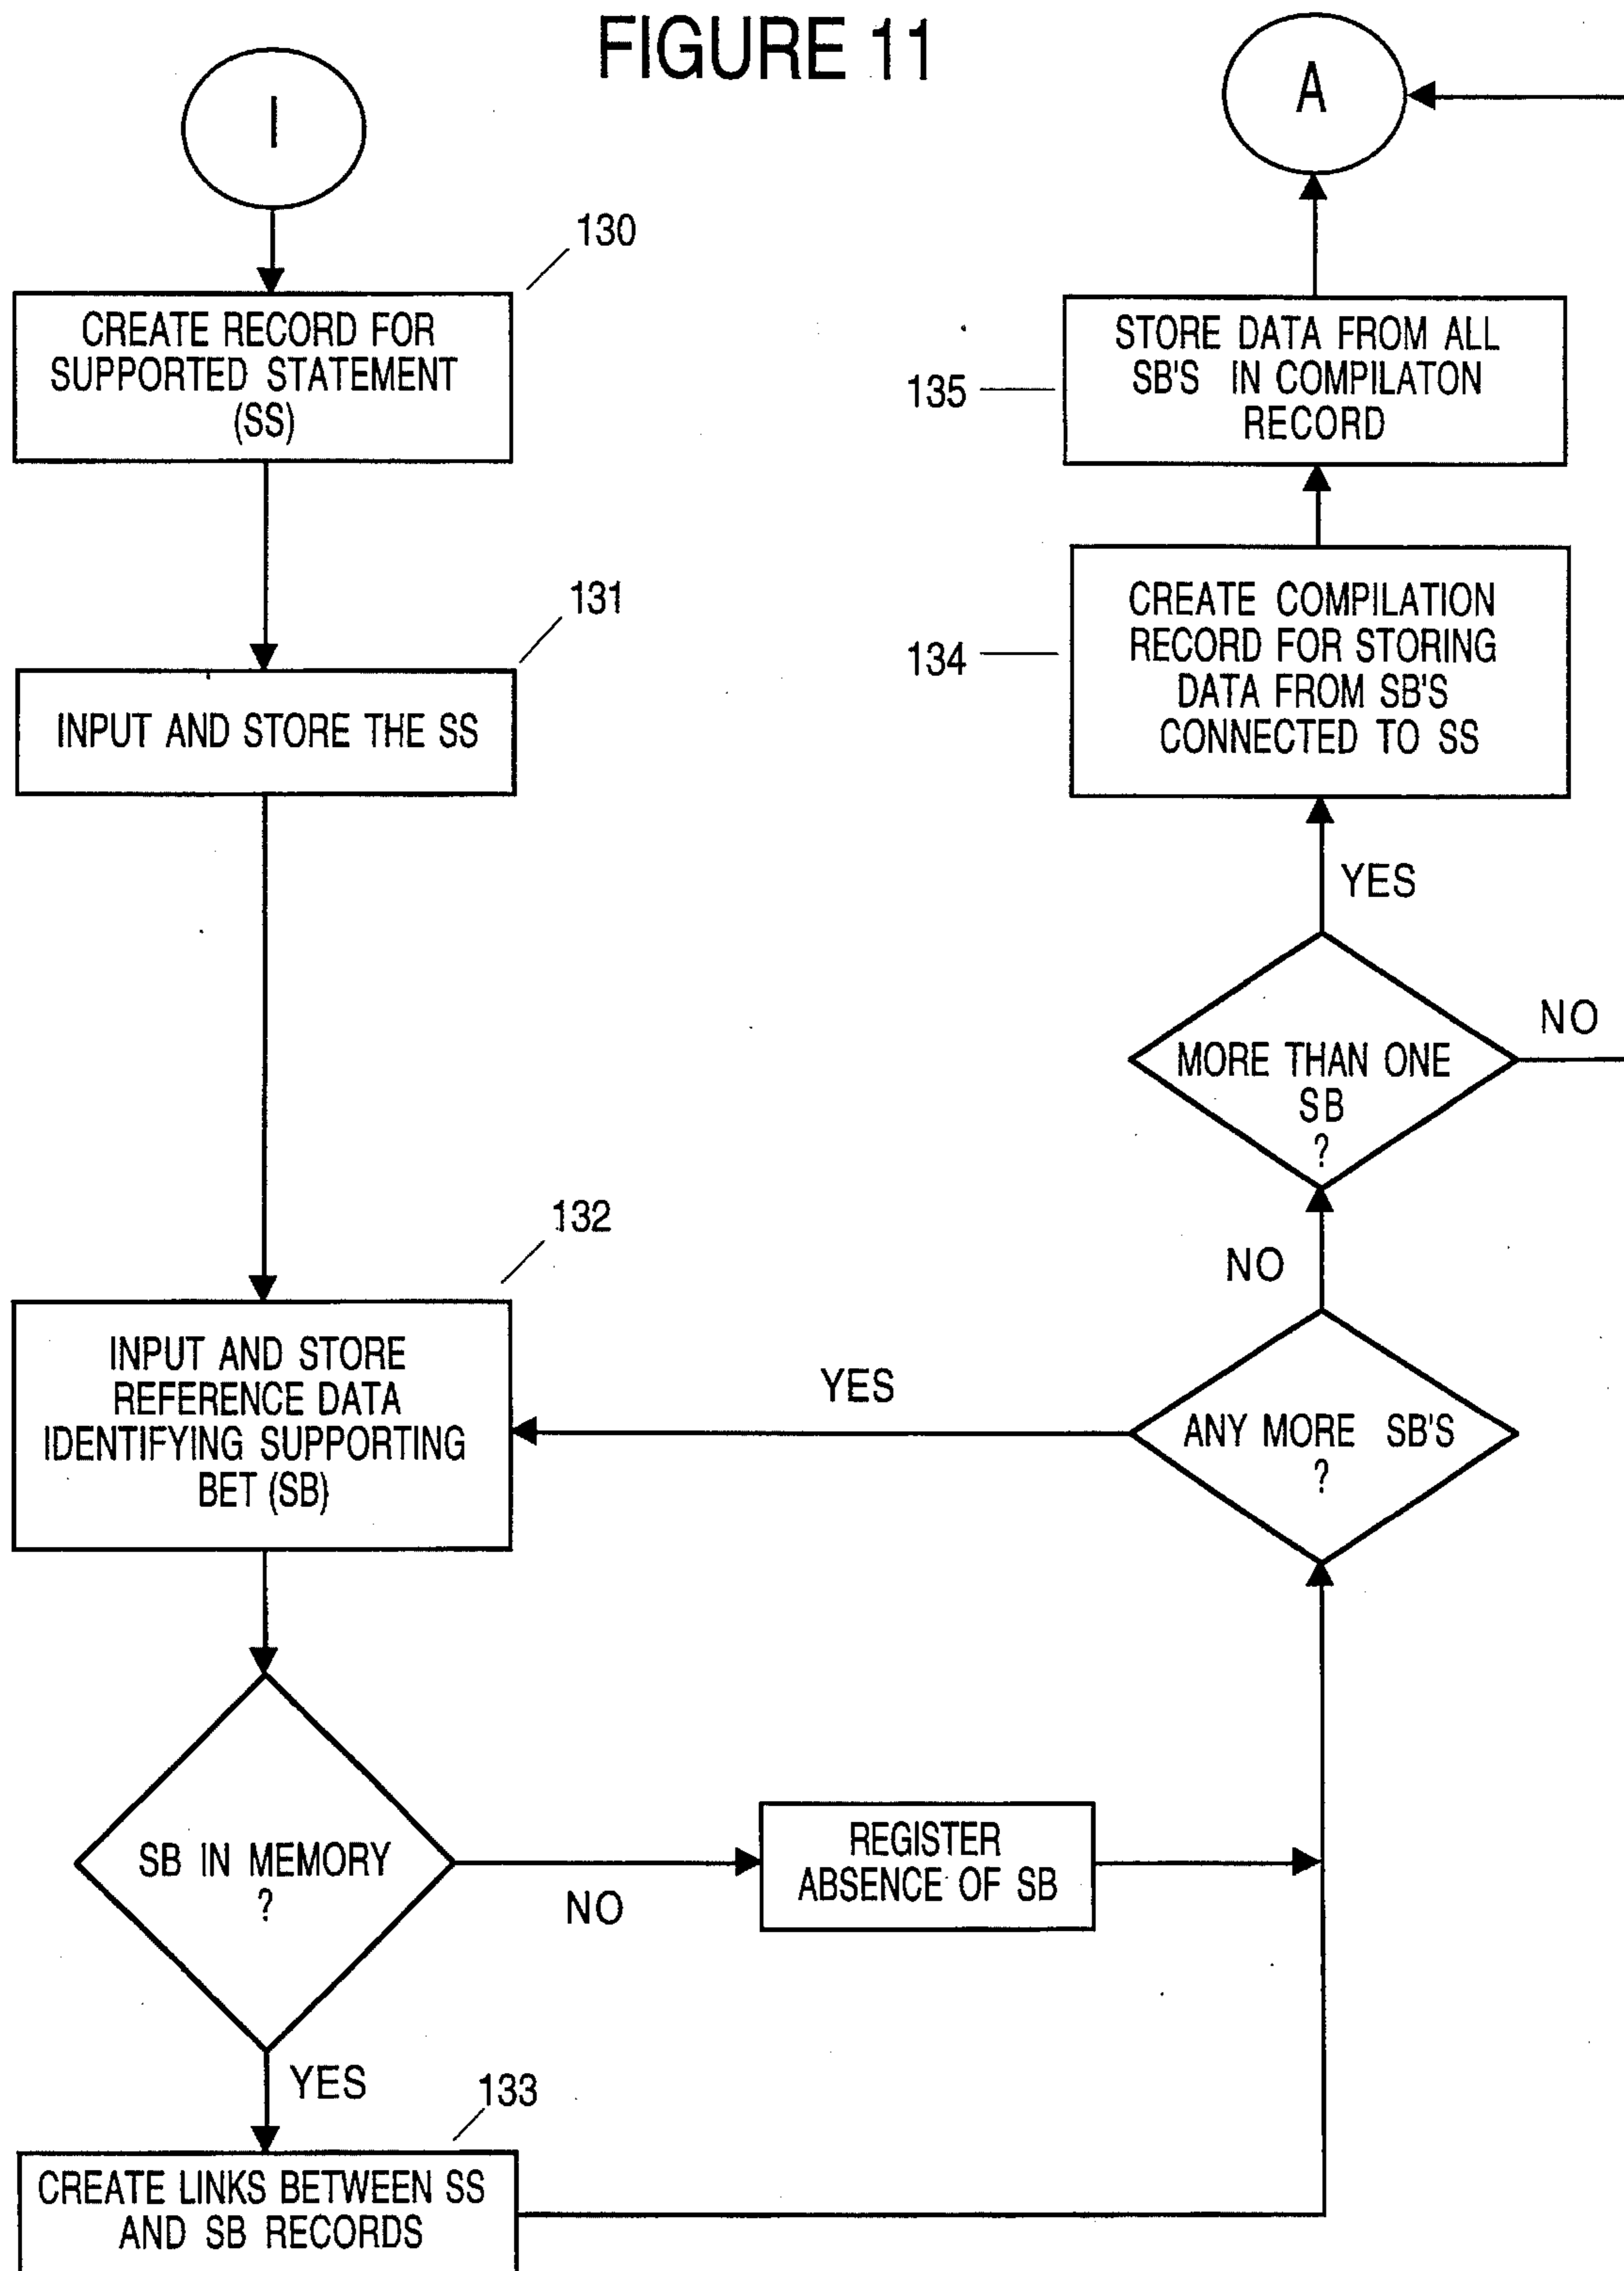 FIGURE 11
I
130
CREATE RECORD FOR
SUPPORTED STATEMENT
(SS)
131
INPUT AND STORE THE SS
132
INPUT AND STORE
REFERENCE DATA
IDENTIFYING SUPPORTING
BET (SB)
SB IN MEMORY
?
NO
REGISTER
ABSENCE OF SB
YES
133
CREATE LINKS BETWEEN SS
AND SB RECORDS
ANY MORE SB'S
?
YES
NO
MORE THAN ONE
SB
?
NO
YES
134
CREATE COMPILATION
RECORD FOR STORING
DATA FROM SB'S
CONNECTED TO SS
135
STORE DATA FROM ALL
SB'S IN COMPILATON
RECORD
A